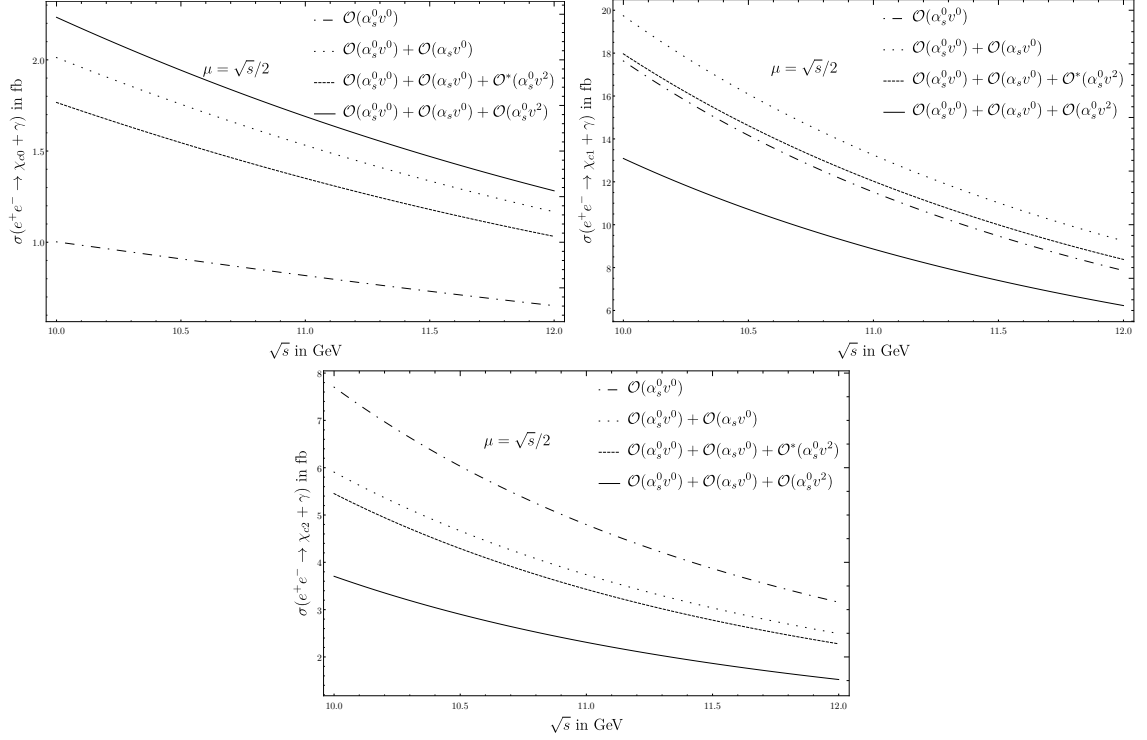 σ(e⁺e⁻ → χ_c0 + γ) in fb
2.0
1.5
1.0
μ = √s/2
O(α_s^0 v^0)
O(α_s^0 v^0) + O(α_s v^0)
O(α_s^0 v^0) + O(α_s v^0) + O*(α_s^0 v^2)
O(α_s^0 v^0) + O(α_s v^0) + O(α_s^0 v^2)
10.0 10.5 11.0 11.5 12.0
√s in GeV
σ(e⁺e⁻ → χ_c1 + γ) in fb
20
18
16
14
12
10
8
6
μ = √s/2
O(α_s^0 v^0)
O(α_s^0 v^0) + O(α_s v^0)
O(α_s^0 v^0) + O(α_s v^0) + O*(α_s^0 v^2)
O(α_s^0 v^0) + O(α_s v^0) + O(α_s^0 v^2)
10.0 10.5 11.0 11.5 12.0
√s in GeV
σ(e⁺e⁻ → χ_c2 + γ) in fb
8
7
6
5
4
3
2
μ = √s/2
O(α_s^0 v^0)
O(α_s^0 v^0) + O(α_s v^0)
O(α_s^0 v^0) + O(α_s v^0) + O*(α_s^0 v^2)
O(α_s^0 v^0) + O(α_s v^0) + O(α_s^0 v^2)
10.0 10.5 11.0 11.5 12.0
√s in GeV